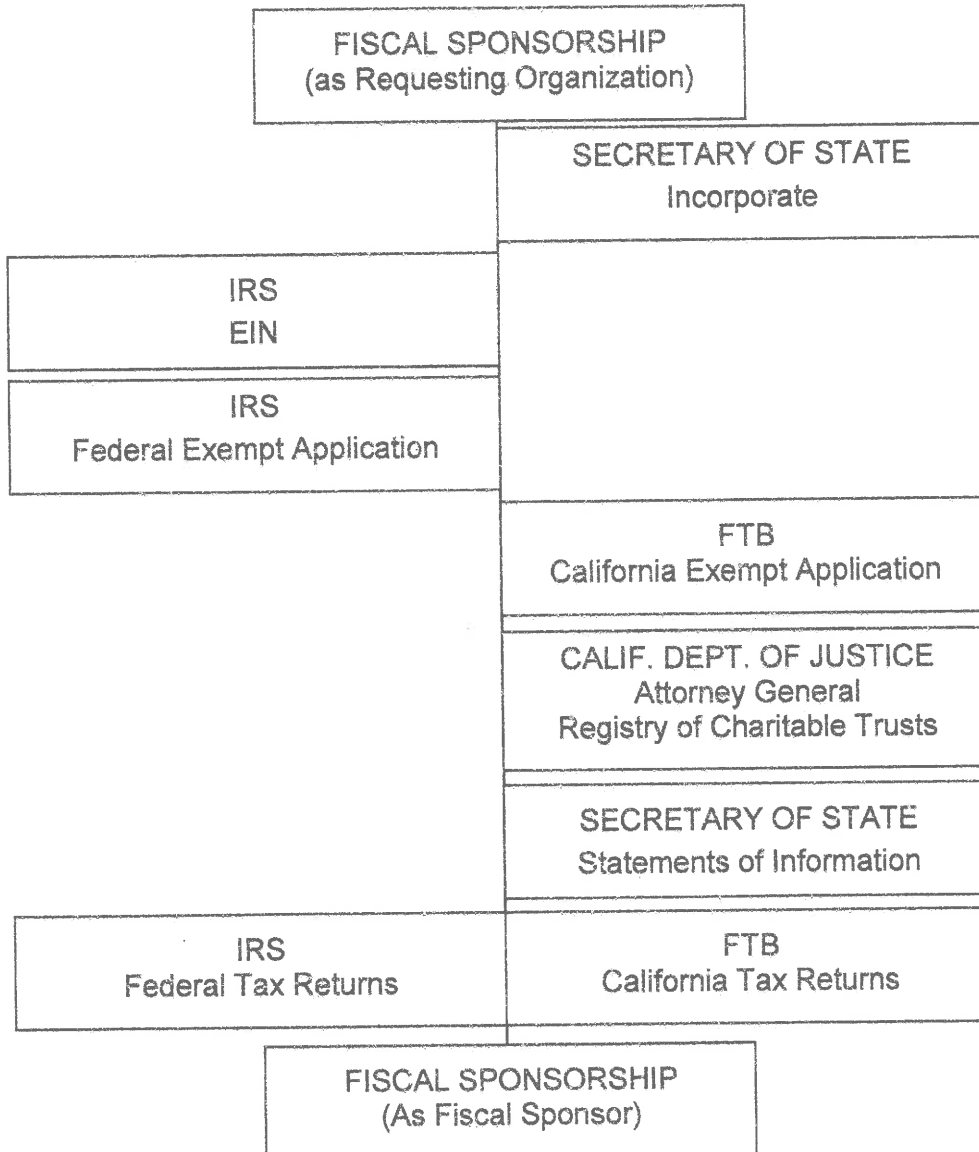 FISCAL SPONSORSHIP
(as Requesting Organization)
SECRETARY OF STATE
Incorporate
IRS
EIN
IRS
Federal Exempt Application
FTB
California Exempt Application
CALIF. DEPT. OF JUSTICE
Attorney General
Registry of Charitable Trusts
SECRETARY OF STATE
Statements of Information
IRS
Federal Tax Returns
FTB
California Tax Returns
FISCAL SPONSORSHIP
(As Fiscal Sponsor)